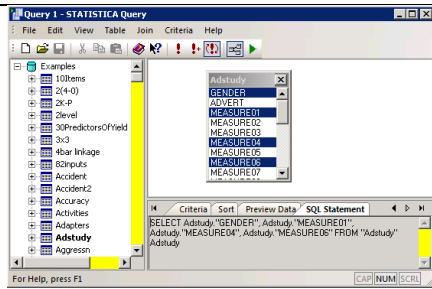 Query 1 - STATISTICA Query
File Edit View Table Join Criteria Help
Examples
10Items
2(4-0)
2K-P
2level
30PredictorsOfYield
3x3
4bar linkage
82inputs
Accident
Accident2
Accuracy
Activities
Adapters
Adstudy
Aggressn
Adstudy
GENDER
ADVERT
MEASURE01
MEASURE02
MEASURE03
MEASURE04
MEASURE05
MEASURE06
MEASURE07
Criteria Sort Preview Data SQL Statement
SELECT Adstudy."GENDER", Adstudy."MEASURE01",
Adstudy."MEASURE04", Adstudy."MEASURE06" FROM "Adstudy"
Adstudy
For Help, press F1
CAP NUM SCRL